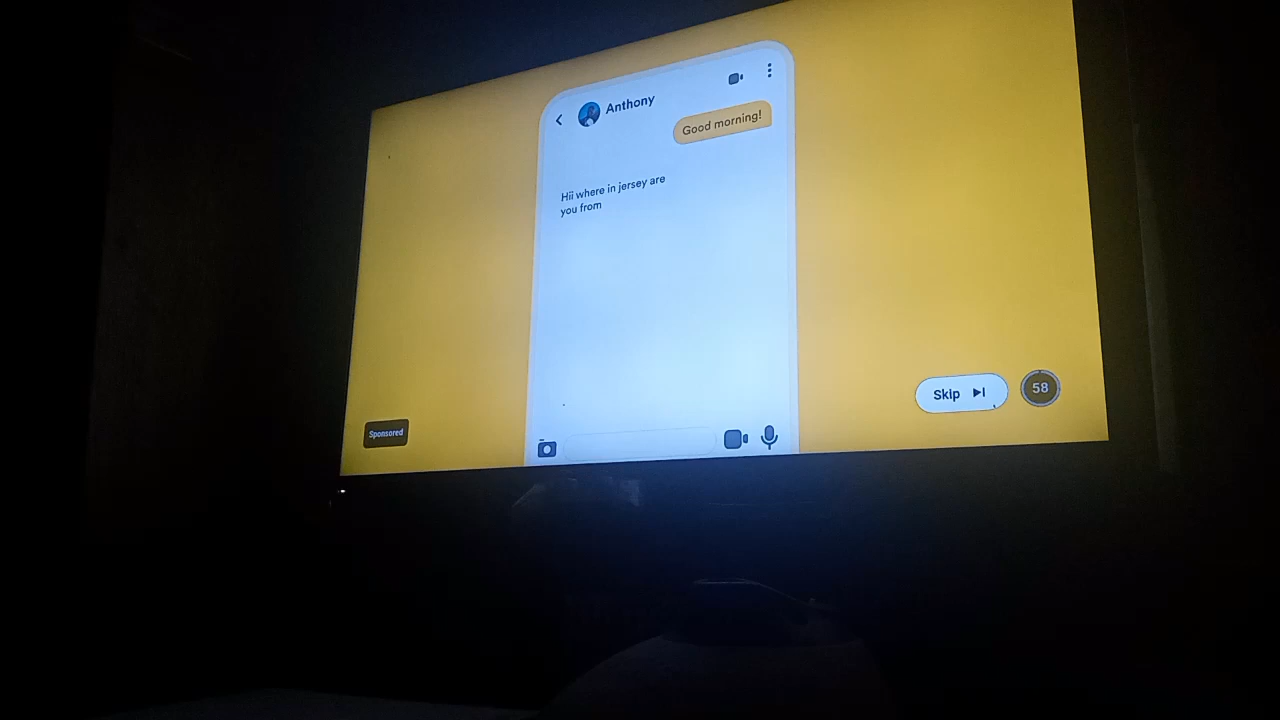 Anthony
Good morning!
Hii where in jersey are
you from
Skip
58
Sponsored